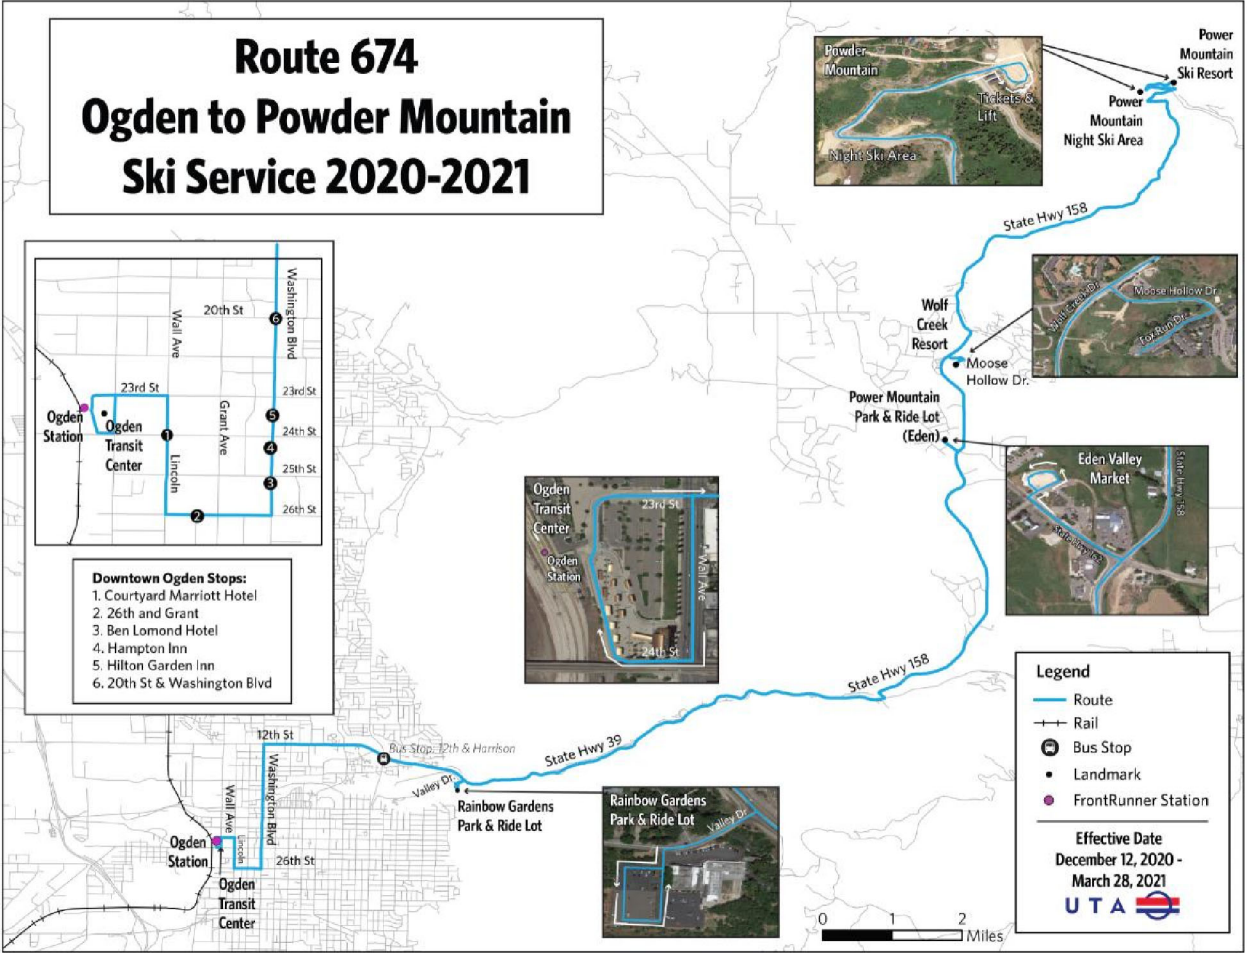 Route 674
Ogden to Powder Mountain
Ski Service 2020-2021
Power
Mountain
Ski Resort
Power
Mountain
Night Ski Area
Powder
Mountain
Tickets &
Lift
Night Ski Area
State Hwy 158
Wolf
Creek
Resort
Moose
Hollow Dr.
Wolf Creek Dr.
Moose Hollow Dr.
Fox Run Dr.
Power Mountain
Park & Ride Lot
(Eden)
Eden Valley
Market
State Hwy 158
State Hwy 162
20th St
Wall Ave
Washington Blvd
23rd St
23rd St
Ogden
Station
Ogden
Transit
Center
Grant Ave
24th St
Lincoln
25th St
26th St
1
2
3
4
5
6
Downtown Ogden Stops:
1. Courtyard Marriott Hotel
2. 26th and Grant
3. Ben Lomond Hotel
4. Hampton Inn
5. Hilton Garden Inn
6. 20th St & Washington Blvd
Ogden
Transit
Center
23rd St
Ogden
Station
Wall Ave
24th St
State Hwy 158
State Hwy 39
12th St
Bus Stop: 12th & Harrison
Valley Dr.
Rainbow Gardens
Park & Ride Lot
Rainbow Gardens
Park & Ride Lot
Valley Dr.
Wall Ave
Washington Blvd
Lincoln
Ogden
Station
26th St
Ogden
Transit
Center
Legend
Route
Rail
Bus Stop
Landmark
FrontRunner Station
Effective Date
December 12, 2020 -
March 28, 2021
UTA
0 1 2
Miles